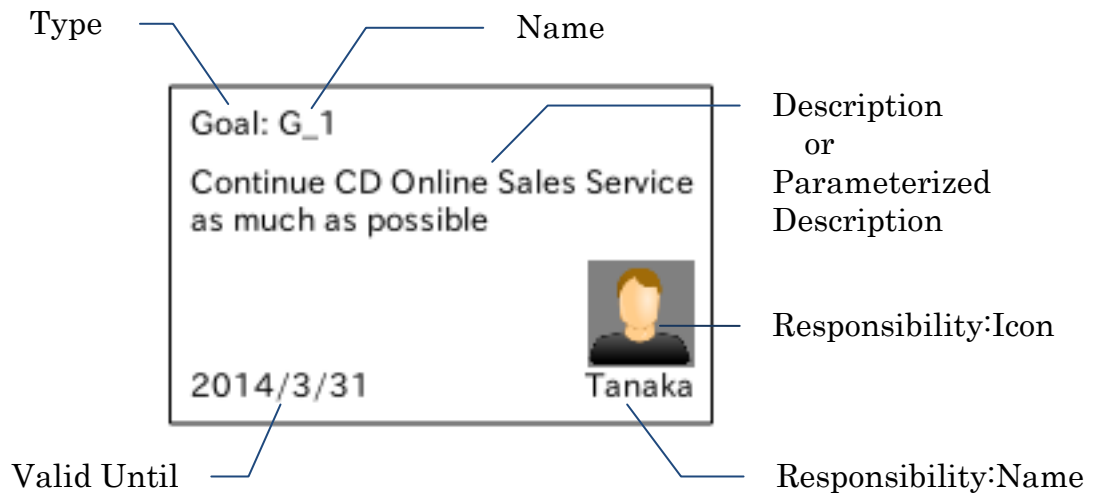 Type
Name
Goal: G_1
Continue CD Online Sales Service
as much as possible
Description
or
Parameterized
Description
Responsibility:Icon
2014/3/31
Tanaka
Valid Until
Responsibility:Name